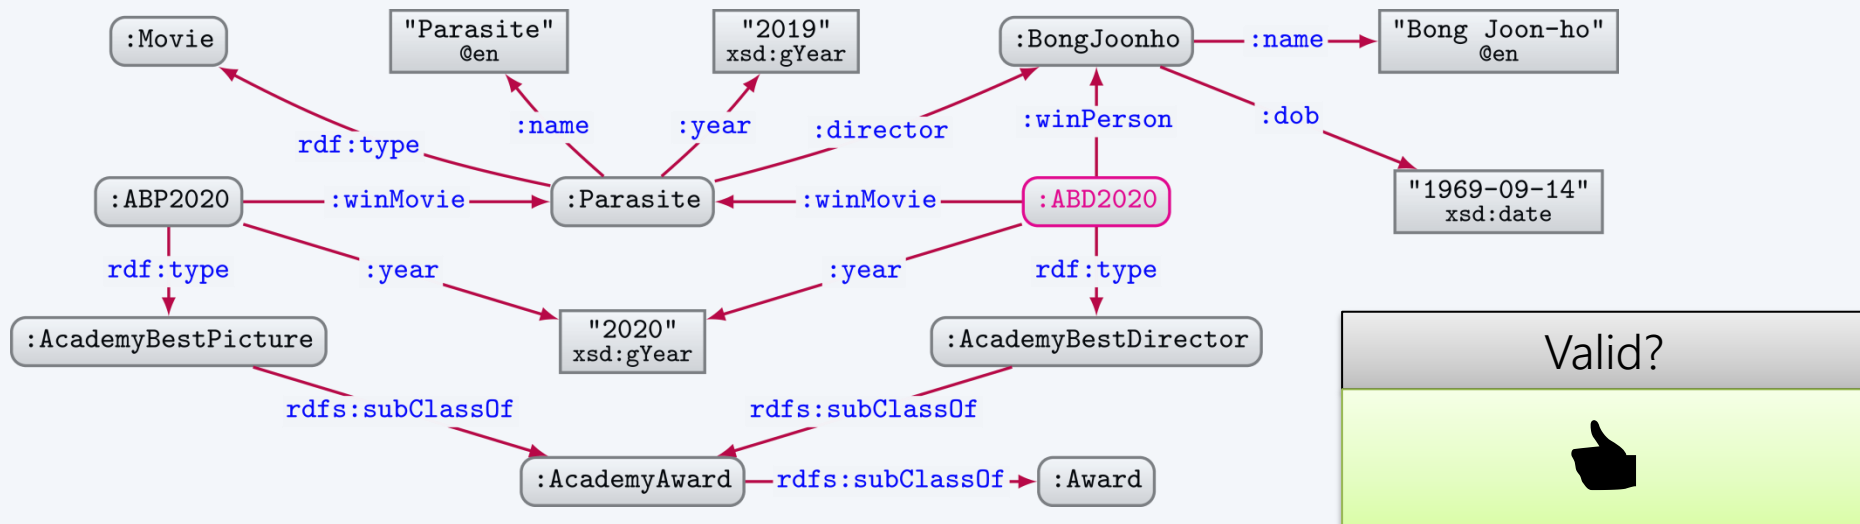 :Movie
"Parasite"
@en
"2019"
xsd:gYear
:BongJoonho
:name
"Bong Joon-ho"
@en
rdf:type
:name
:year
:director
:winPerson
:dob
:ABP2020
:winMovie
:Parasite
:winMovie
:ABD2020
"1969-09-14"
xsd:date
rdf:type
:year
:year
rdf:type
:AcademyBestPicture
"2020"
xsd:gYear
:AcademyBestDirector
Valid?
rdfs:subClassOf
rdfs:subClassOf
:AcademyAward
rdfs:subClassOf
:Award